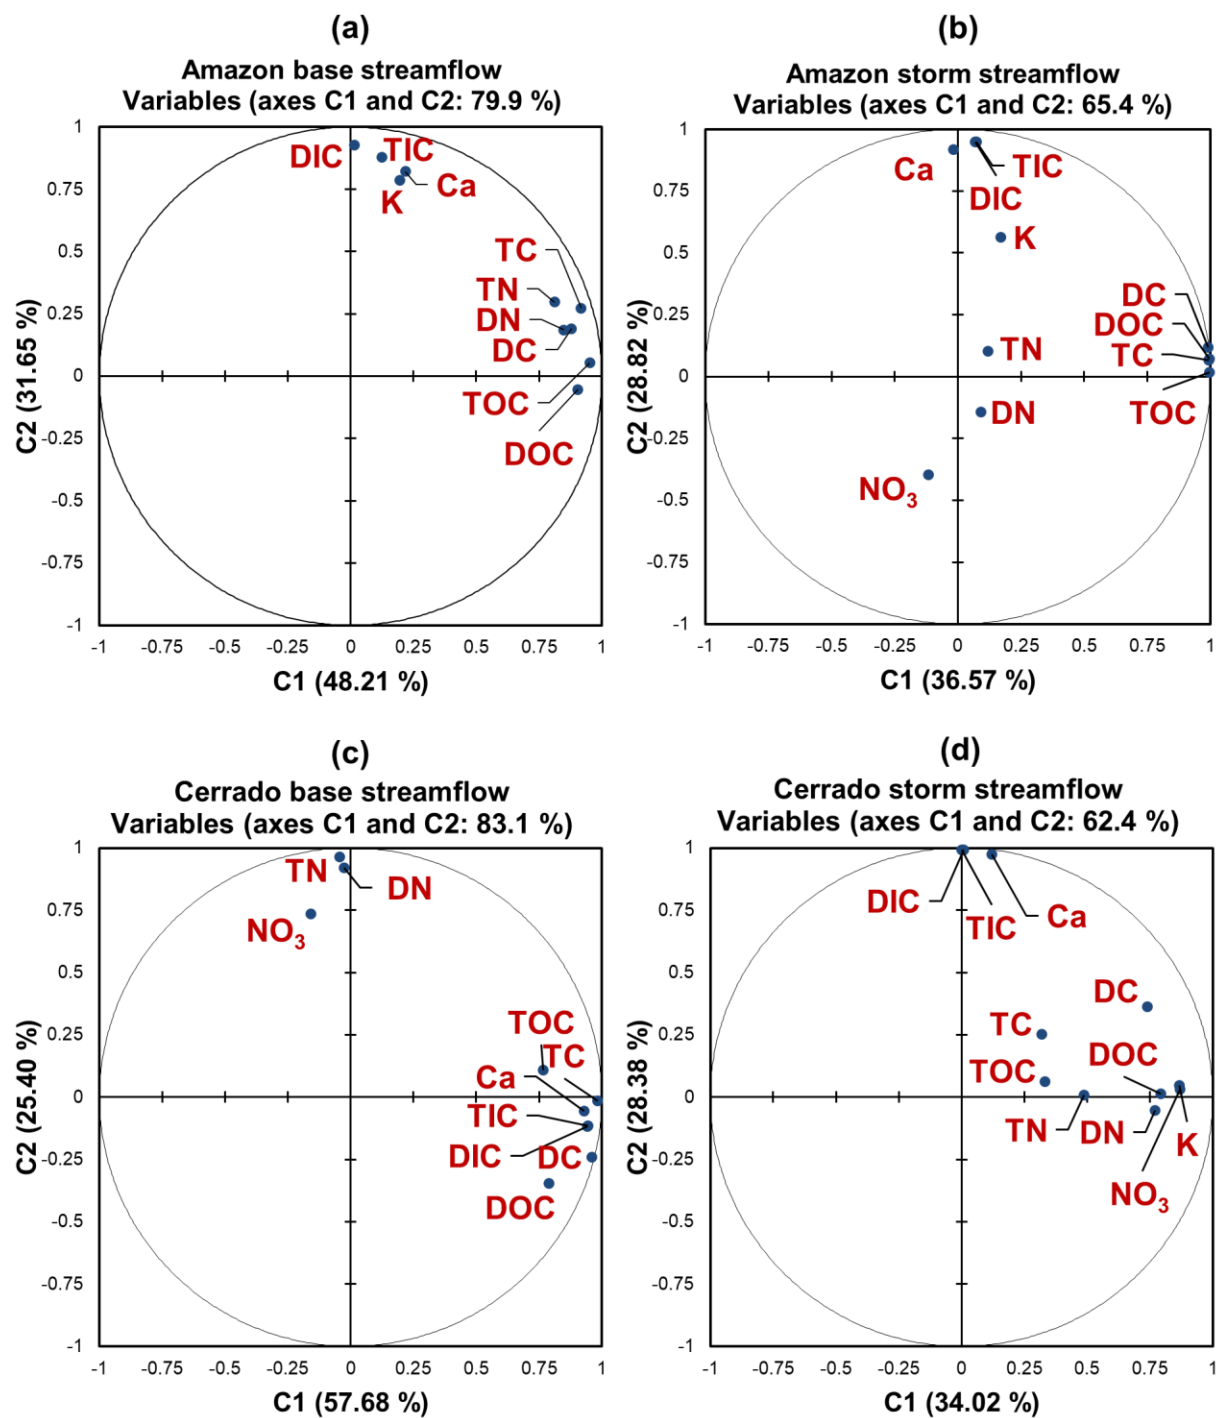 (a)
Amazon base streamflow
Variables (axes C1 and C2: 79.9 %)
1
0.75
0.5
0.25
0
-0.25
-0.5
-0.75
-1
C2 (31.65 %)
DIC
TIC
Ca
K
TC
TN
DN
DC
TOC
DOC
-1
-0.75
-0.5
-0.25
0
0.25
0.5
0.75
1
C1 (48.21 %)
(b)
Amazon storm streamflow
Variables (axes C1 and C2: 65.4 %)
1
0.75
0.5
0.25
0
-0.25
-0.5
-0.75
-1
C2 (28.82 %)
Ca
TIC
DIC
K
DC
DOC
TC
TN
TOC
DN
NO₃
-1
-0.75
-0.5
-0.25
0
0.25
0.5
0.75
1
C1 (36.57 %)
(c)
Cerrado base streamflow
Variables (axes C1 and C2: 83.1 %)
1
0.75
0.5
0.25
0
-0.25
-0.5
-0.75
-1
C2 (25.40 %)
TN
DN
NO₃
TOC
TC
Ca
TIC
DIC
DC
DOC
-1
-0.75
-0.5
-0.25
0
0.25
0.5
0.75
1
C1 (57.68 %)
(d)
Cerrado storm streamflow
Variables (axes C1 and C2: 62.4 %)
1
0.75
0.5
0.25
0
-0.25
-0.5
-0.75
-1
C2 (28.38 %)
DIC
TIC
Ca
DC
TC
DOC
TOC
TN
DN
K
NO₃
-1
-0.75
-0.5
-0.25
0
0.25
0.5
0.75
1
C1 (34.02 %)